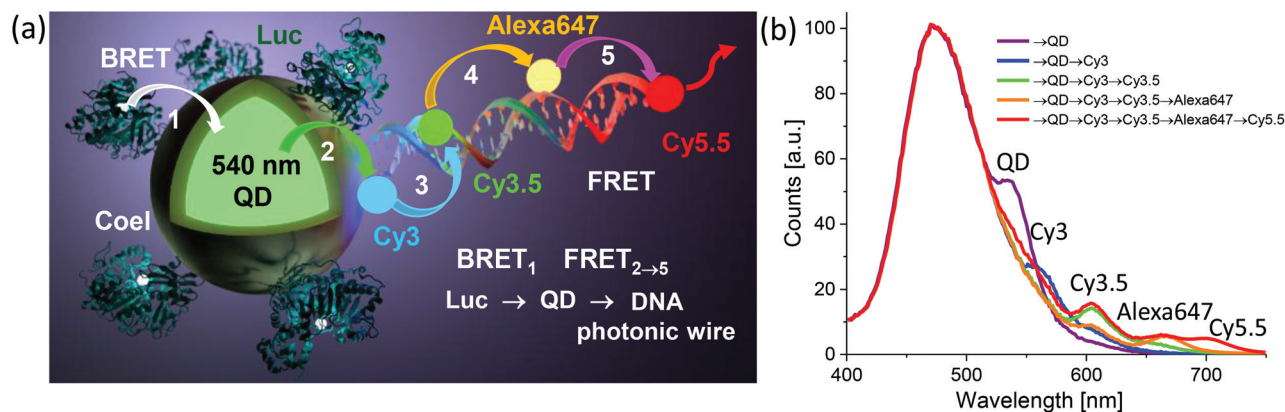 (a)
BRET
Luc
Alexa647
1
2
3
4
5
540 nm
QD
Coel
Cy3
Cy3.5
Cy5.5
FRET
BRET₁ FRET₂→₅
Luc → QD → DNA
photonic wire
(b)
Counts [a.u.]
100
80
60
40
20
0
→QD
→QD→Cy3
→QD→Cy3→Cy3.5
→QD→Cy3→Cy3.5→Alexa647
→QD→Cy3→Cy3.5→Alexa647→Cy5.5
QD
Cy3
Cy3.5
Alexa647
Cy5.5
400 500 600 700
Wavelength [nm]